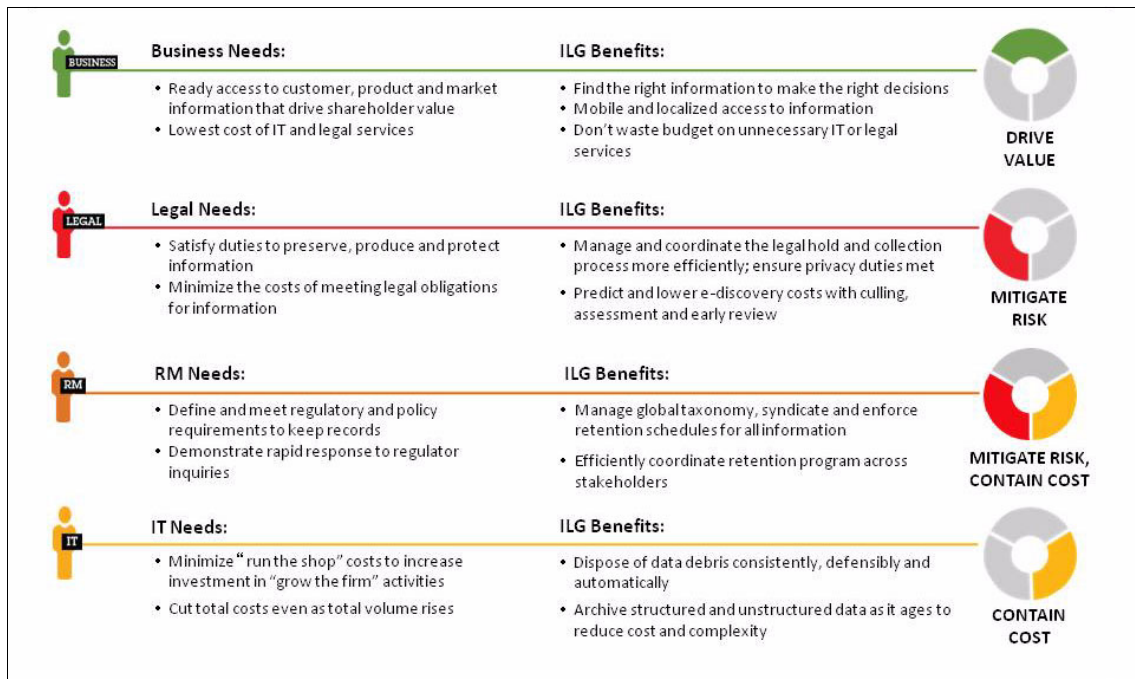 BUSINESS
Business Needs:
ILG Benefits:
• Ready access to customer, product and market
information that drive shareholder value
• Lowest cost of IT and legal services
• Find the right information to make the right decisions
• Mobile and localized access to information
• Don't waste budget on unnecessary IT or legal
services
DRIVE
VALUE
LEGAL
Legal Needs:
ILG Benefits:
• Satisfy duties to preserve, produce and protect
information
• Minimize the costs of meeting legal obligations
for information
• Manage and coordinate the legal hold and collection
process more efficiently; ensure privacy duties met
• Predict and lower e-discovery costs with culling,
assessment and early review
MITIGATE
RISK
RM
RM Needs:
ILG Benefits:
• Define and meet regulatory and policy
requirements to keep records
• Demonstrate rapid response to regulator
inquiries
• Manage global taxonomy, syndicate and enforce
retention schedules for all information
• Efficiently coordinate retention program across
stakeholders
MITIGATE RISK,
CONTAIN COST
IT
IT Needs:
ILG Benefits:
• Minimize “run the shop” costs to increase
investment in “grow the firm” activities
• Cut total costs even as total volume rises
• Dispose of data debris consistently, defensibly and
automatically
• Archive structured and unstructured data as it ages to
reduce cost and complexity
CONTAIN
COST